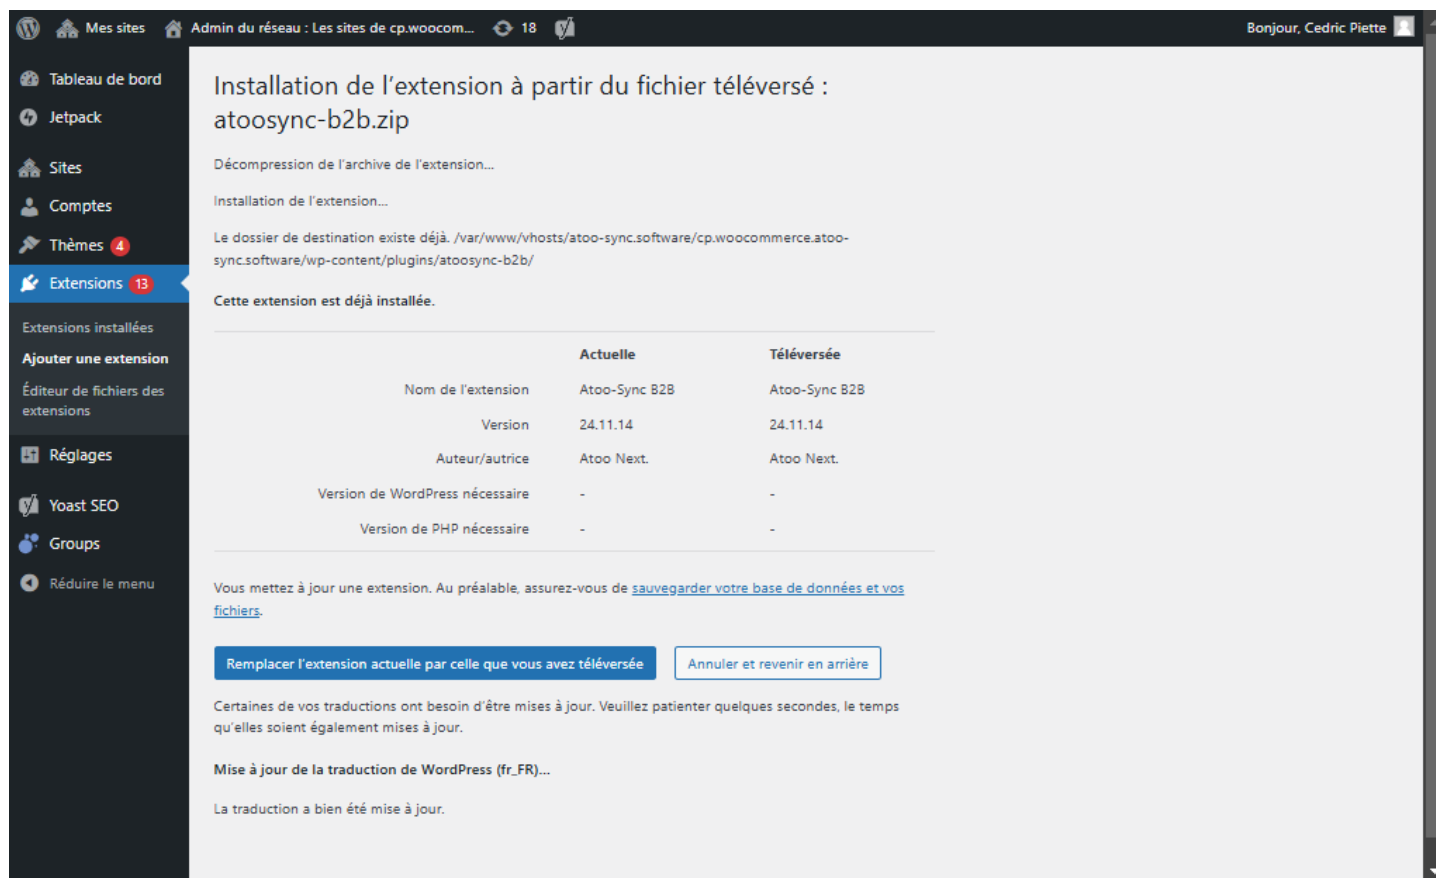 Mes sites Admin du réseau : Les sites de cp.woocom... 18 Bonjour, Cedric Piette
Tableau de bord
Jetpack
Sites
Comptes
Thèmes 4
Extensions 13
Extensions installées
Ajouter une extension
Éditeur de fichiers des
extensions
Réglages
Yoast SEO
Groups
Réduire le menu
Installation de l'extension à partir du fichier téléversé :
atoosync-b2b.zip
Décompression de l'archive de l'extension...
Installation de l'extension...
Le dossier de destination existe déjà. /var/www/vhosts/atoo-sync.software/cp.woocommerce.atoo-
sync.software/wp-content/plugins/atoosync-b2b/
Cette extension est déjà installée.
Actuelle Téléversée
Nom de l'extension Atoo-Sync B2B Atoo-Sync B2B
Version 24.11.14 24.11.14
Auteur/autrice Atoo Next. Atoo Next.
Version de WordPress nécessaire - -
Version de PHP nécessaire - -
Vous mettez à jour une extension. Au préalable, assurez-vous de sauvegarder votre base de données et vos
fichiers.
Remplacer l'extension actuelle par celle que vous avez téléversée Annuler et revenir en arrière
Certaines de vos traductions ont besoin d'être mises à jour. Veuillez patienter quelques secondes, le temps
qu'elles soient également mises à jour.
Mise à jour de la traduction de WordPress (fr_FR)...
La traduction a bien été mise à jour.